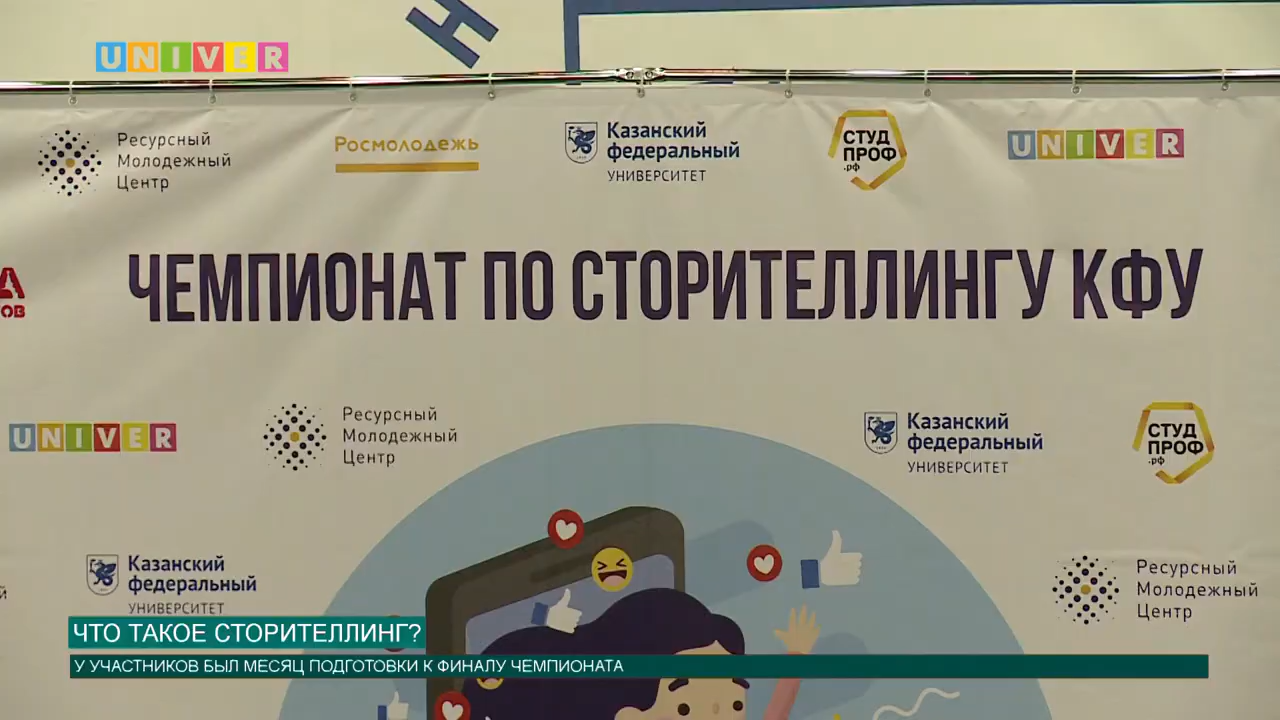 Н
UNIVER
Ресурсный
Молодежный
Центр
Росмолодежь
Казанский
федеральный
УНИВЕРСИТЕТ
СТУД
ПРОФ
.рф
UNIVER
ЧЕМПИОНАТ ПО СТОРИТЕЛЛИНГУ КФУ
UNIVER
Ресурсный
Молодежный
Центр
Казанский
федеральный
УНИВЕРСИТЕТ
СТУД
ПРОФ
.рф
Казанский
федеральный
УНИВЕРСИТЕТ
Ресурсный
Молодежный
Центр
ЧТО ТАКОЕ СТОРИТЕЛЛИНГ?
У УЧАСТНИКОВ БЫЛ МЕСЯЦ ПОДГОТОВКИ К ФИНАЛУ ЧЕМПИОНАТА